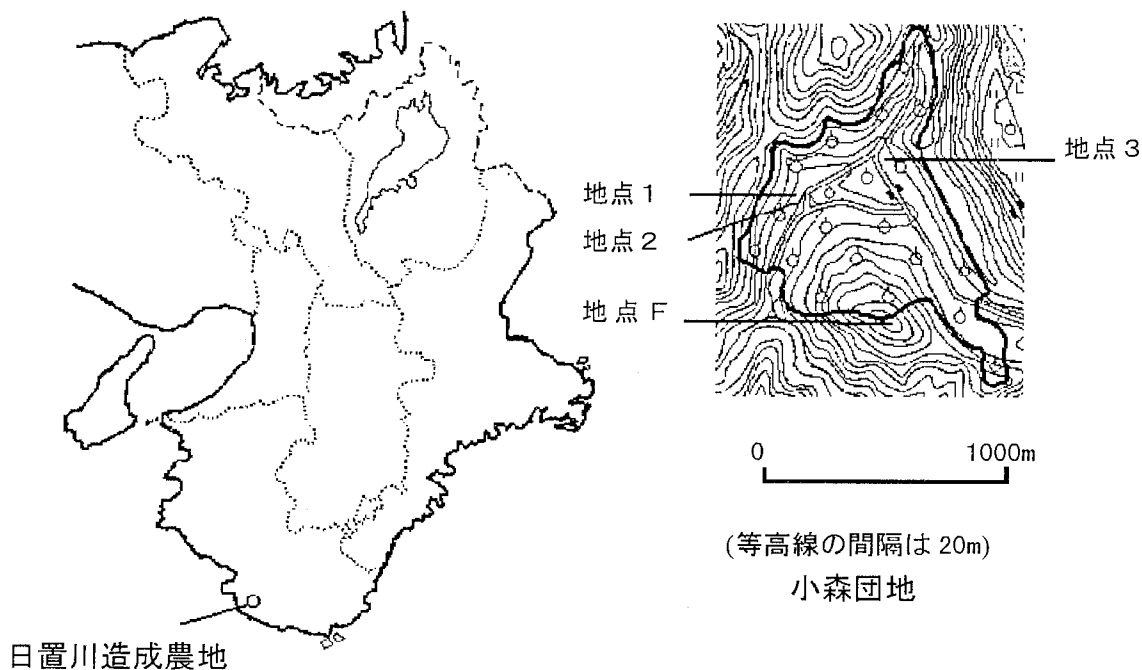 地点1
地点2
地点F
地点3
0 1000m
(等高線の間隔は 20m)
小森団地
日置川造成農地